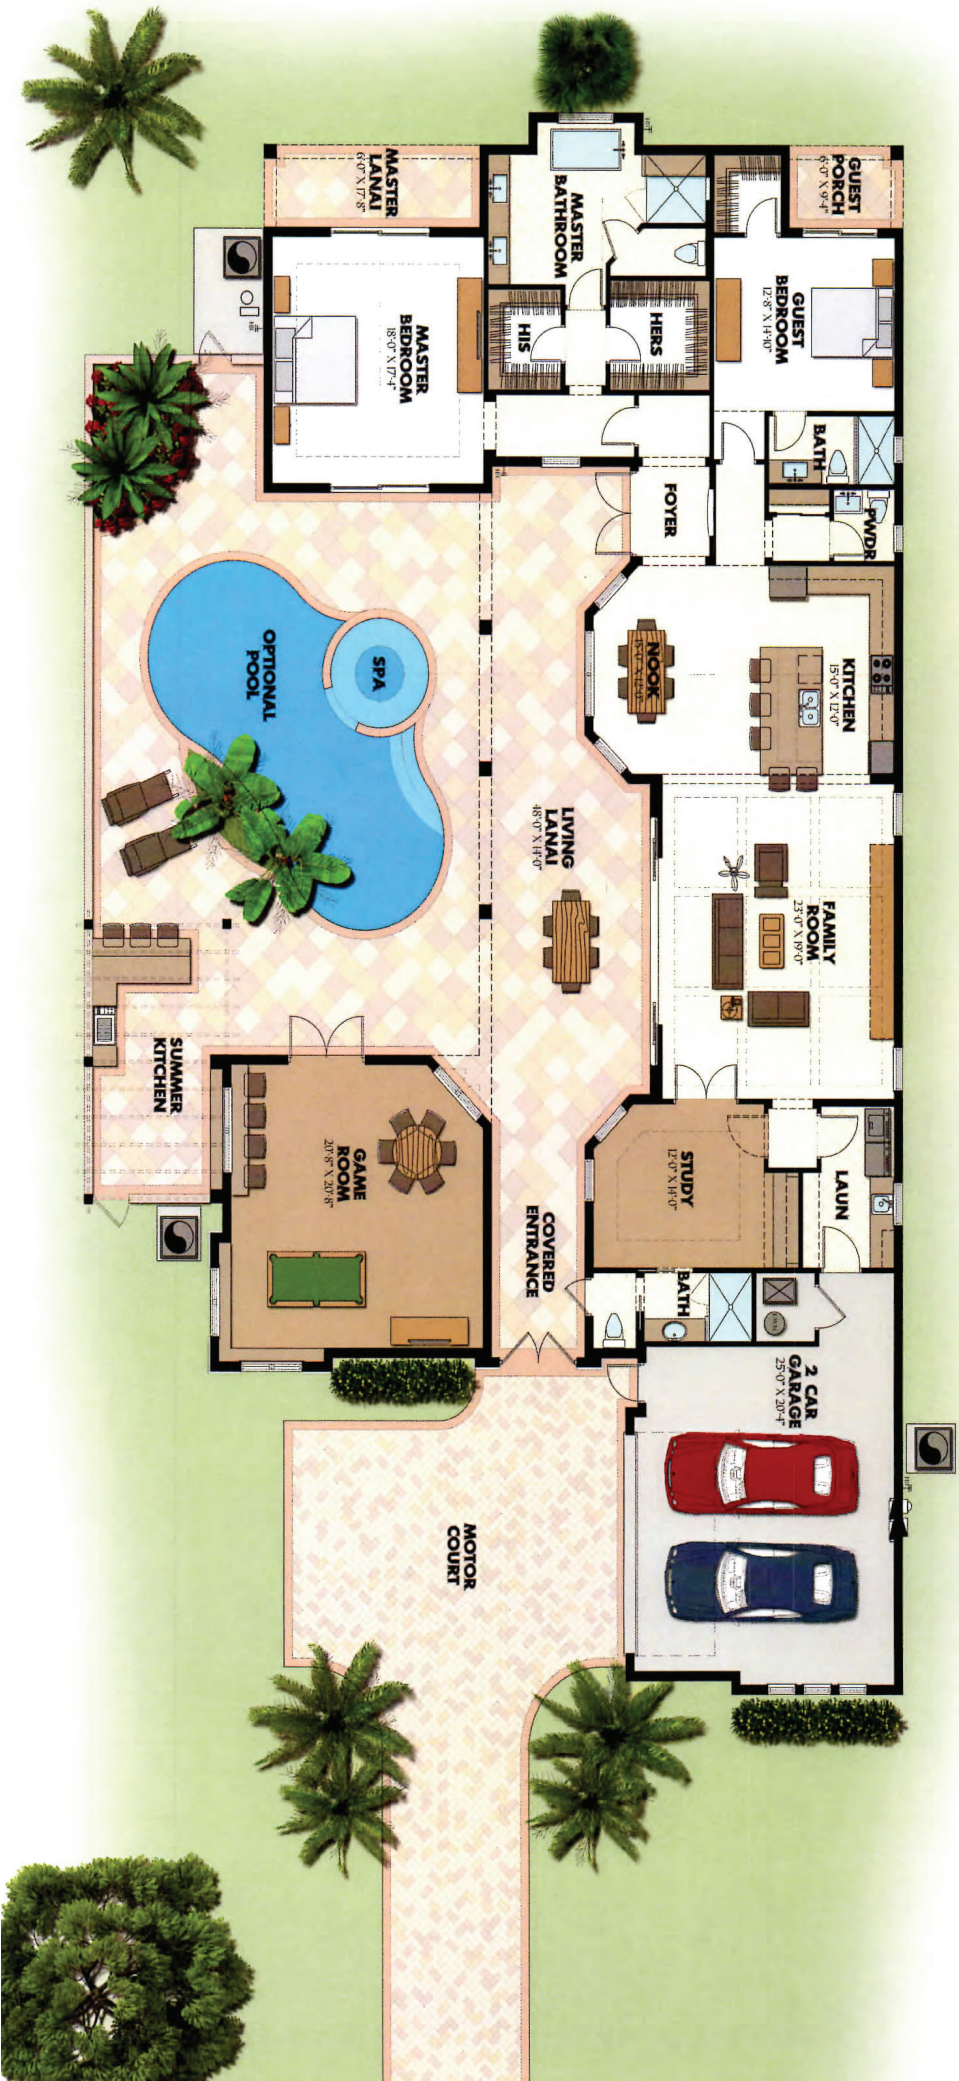 MASTER
LANAI
6'-0" X 17'-8"
GUEST
PORCH
6'-0" X 9'-4"
MASTER
BATHROOM
HIS
HERS
GUEST
BEDROOM
12'-8" X 14'-10"
MASTER
BEDROOM
18'-0" X 17'-4"
BATH
FOYER
PWDR
OPTIONAL
POOL
SPA
NOOK
KITCHEN
15'-0" X 12'-0"
LIVING
LANAI
48'-0" X 14'-0"
FAMILY
ROOM
23'-0" X 19'-0"
SUMMER
KITCHEN
GAME
ROOM
20'-8" X 20'-8"
STUDY
12'-0" X 14'-0"
LAUN
COVERED
ENTRANCE
BATH
2 CAR
GARAGE
25'-0" X 20'-4"
MOTOR
COURT